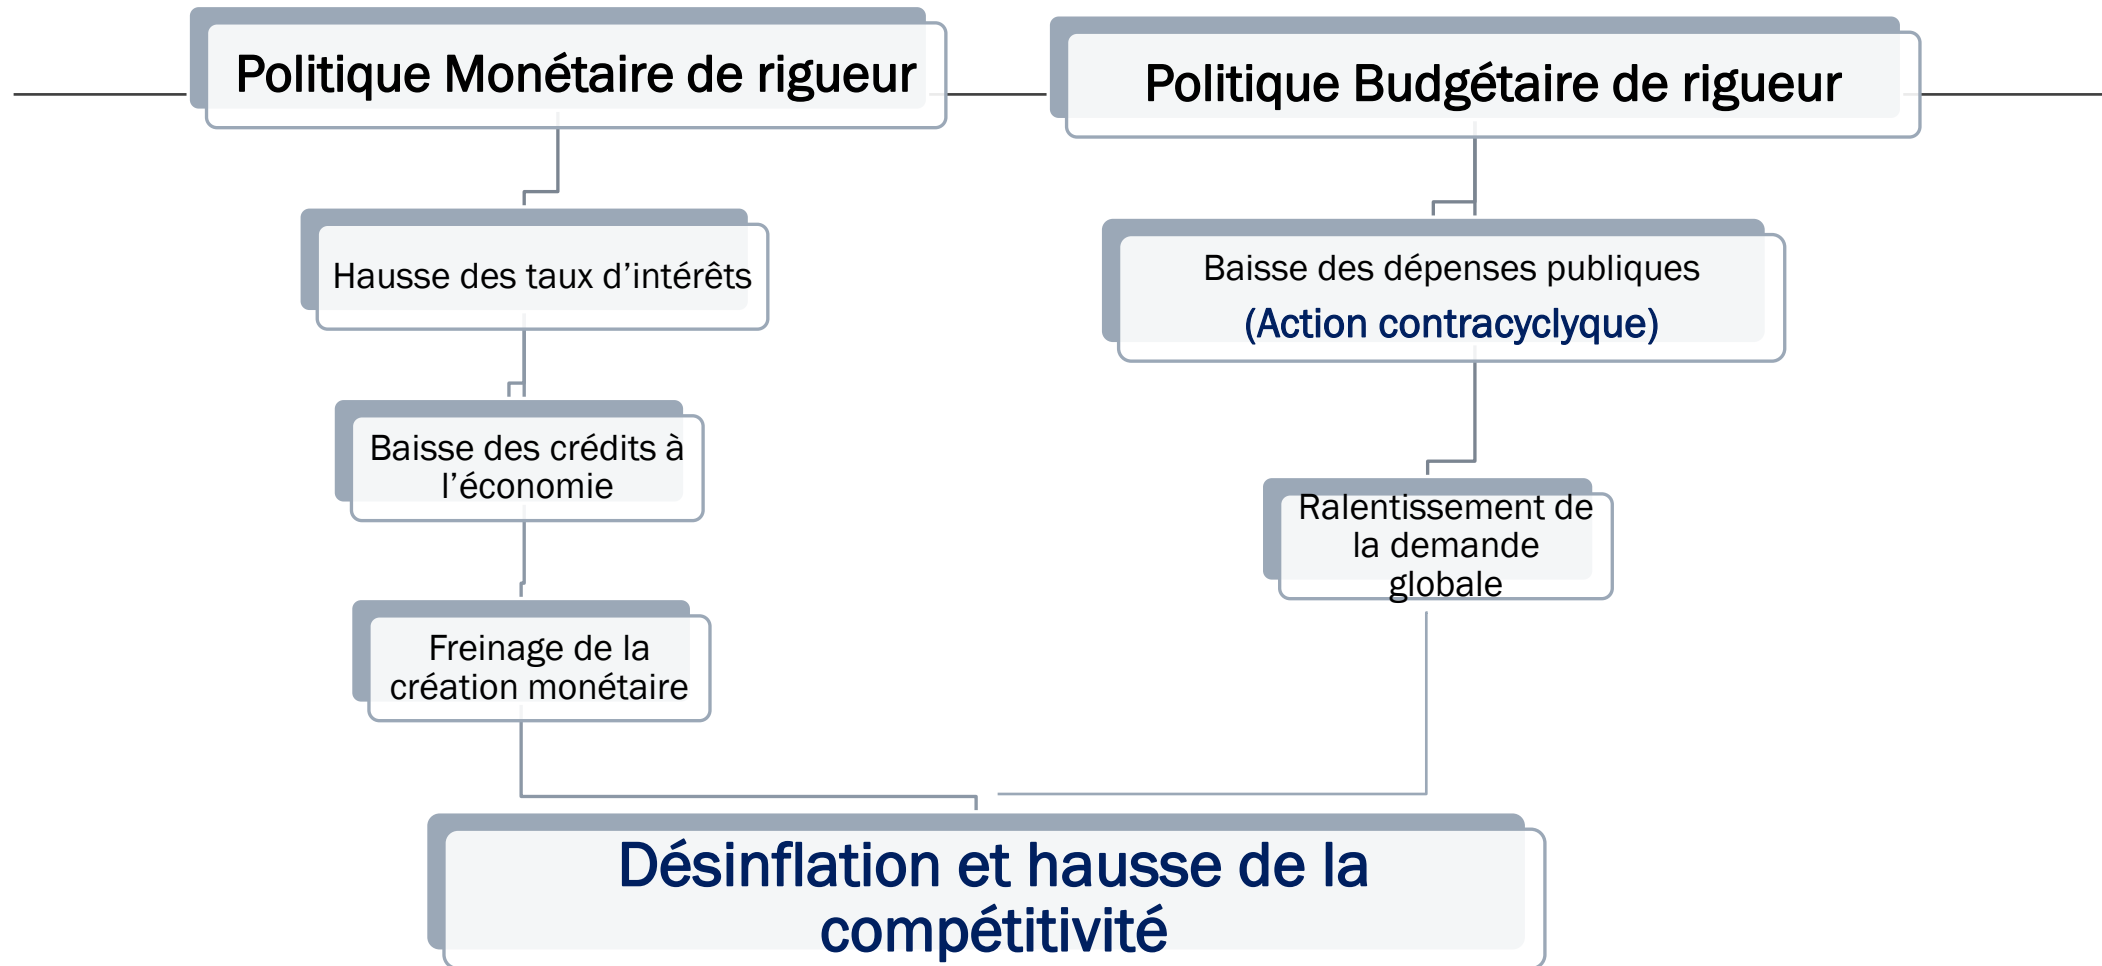 Politique Monétaire de rigueur
Politique Budgétaire de rigueur
Hausse des taux d’intérêts
Baisse des dépenses publiques
(Action contracyclyque)
Baisse des crédits à
l’économie
Ralentissement de
la demande
globale
Freinage de la
création monétaire
Désinflation et hausse de la
compétitivité